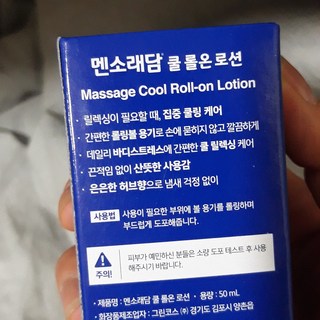 멘소래담 쿨 롤온 로션
Massage Cool Roll-on Lotion
• 릴렉싱이 필요할 때, 집중 쿨링 케어
• 간편한 롤링볼 용기로 손에 묻히지 않고 깔끔하게
• 데일리 바디스트레스에 간편한 쿨 릴렉싱 케어
• 끈적임 없이 산뜻한 사용감
• 은은한 허브향으로 냄새 걱정 없이
사용법 사용이 필요한 부위에 볼 용기를 롤링하며
부드럽게 도포해줍니다.
주의! 피부가 예민하신 분들은 소량 도포 테스트 후 사용
해주시기 바랍니다.
• 제품명 : 멘소래담 쿨 롤온 로션 • 용량 : 50 mL
• 화장품제조업자 : 그린코스 (주) 경기도 김포시 양촌읍